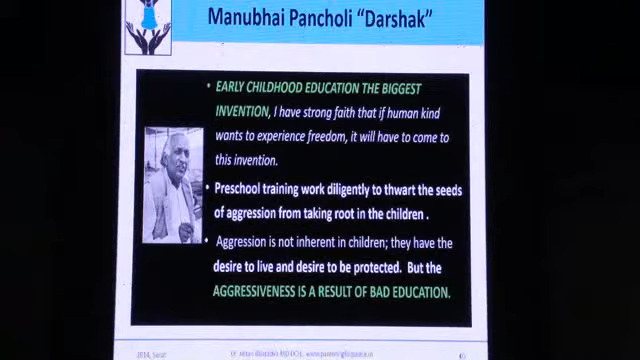 Manubhai Pancholi “Darshak”
• EARLY CHILDHOOD EDUCATION THE BIGGEST
INVENTION, I have strong faith that if human kind
wants to experience freedom, it will have to come to
this invention.
• Preschool training work diligently to thwart the seeds
of aggression from taking root in the children .
• Aggression is not inherent in children; they have the
desire to live and desire to be protected. But the
AGGRESSIVENESS IS A RESULT OF BAD EDUCATION.
2014, Surat